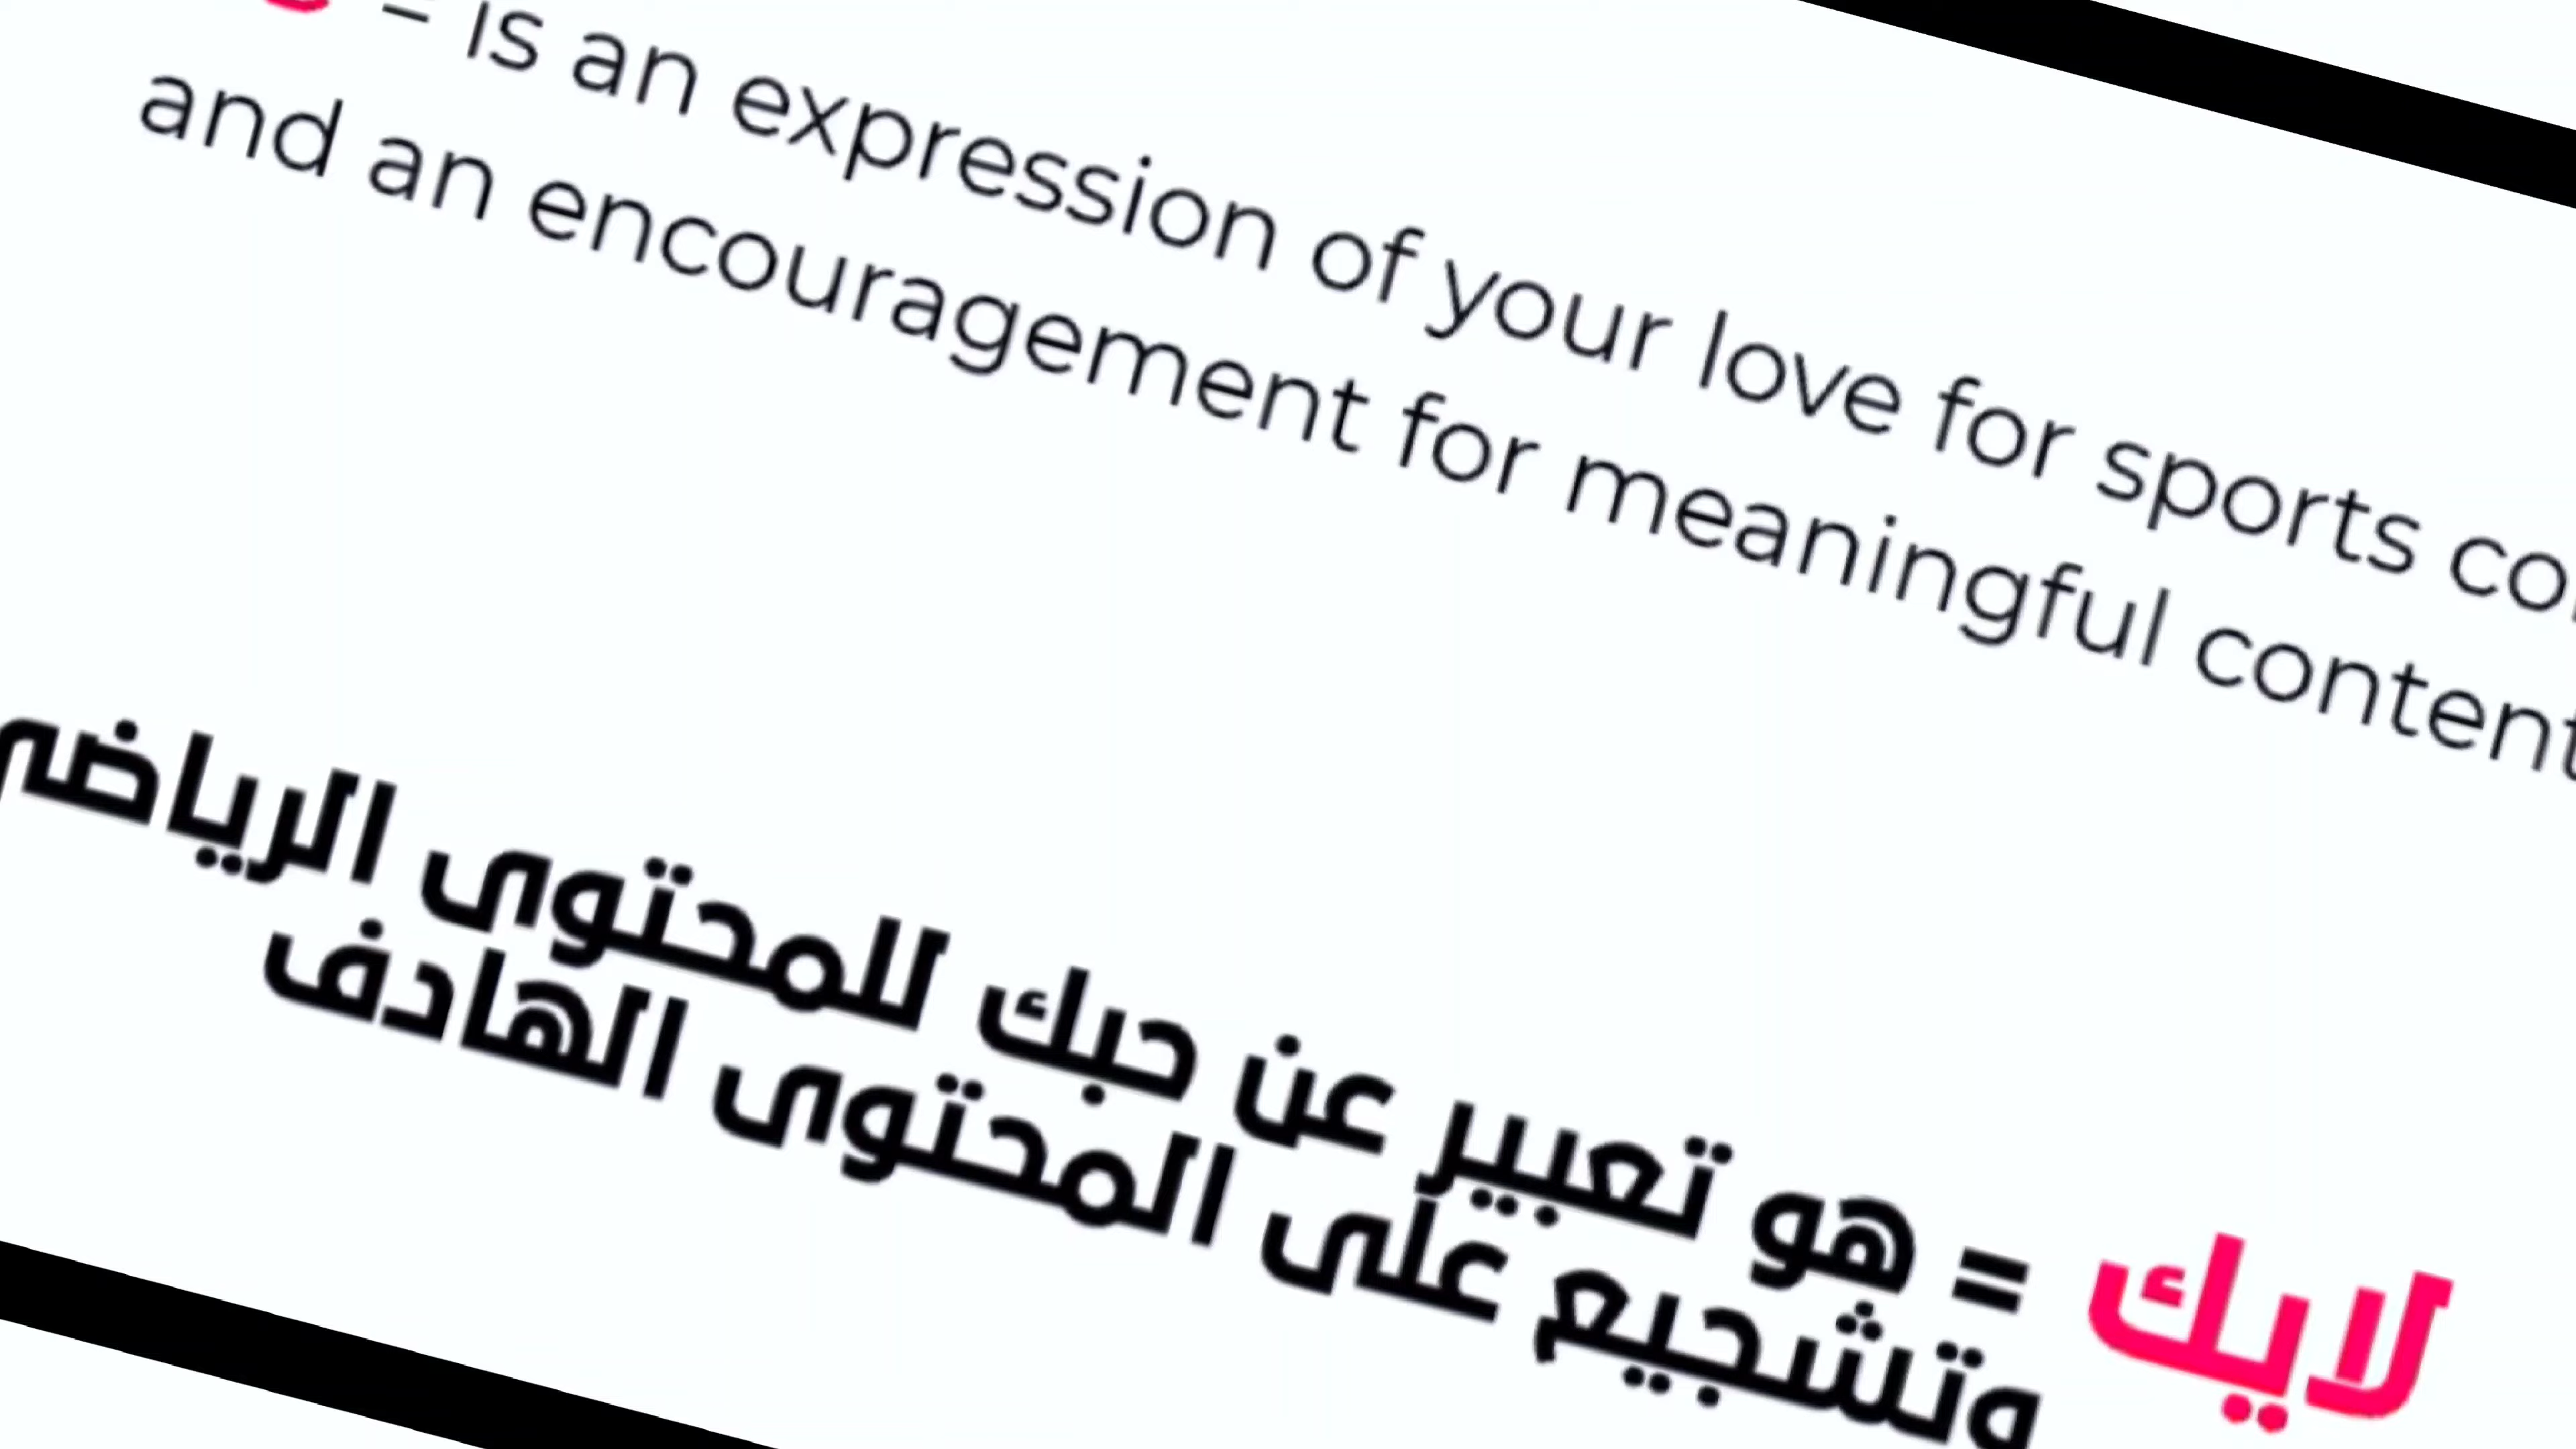 = is an expression of your love for sports
and an encouragement for meaningful content
لايك = هو تعبير عن حبك للمحتوى الرياضي
وتشجيع على المحتوى الهادف